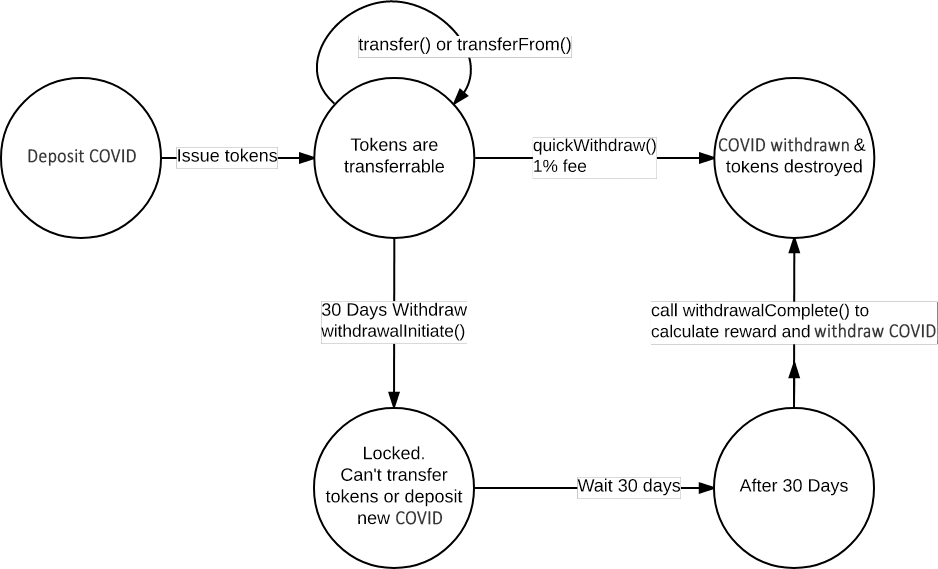 transfer() or transferFrom()
Deposit COVID
Issue tokens
Tokens are
transferrable
quickWithdraw()
1% fee
COVID withdrawn &
tokens destroyed
30 Days Withdraw
withdrawalInitiate()
call withdrawalComplete() to
calculate reward and withdraw COVID
Locked.
Can't transfer
tokens or deposit
new COVID
Wait 30 days
After 30 Days